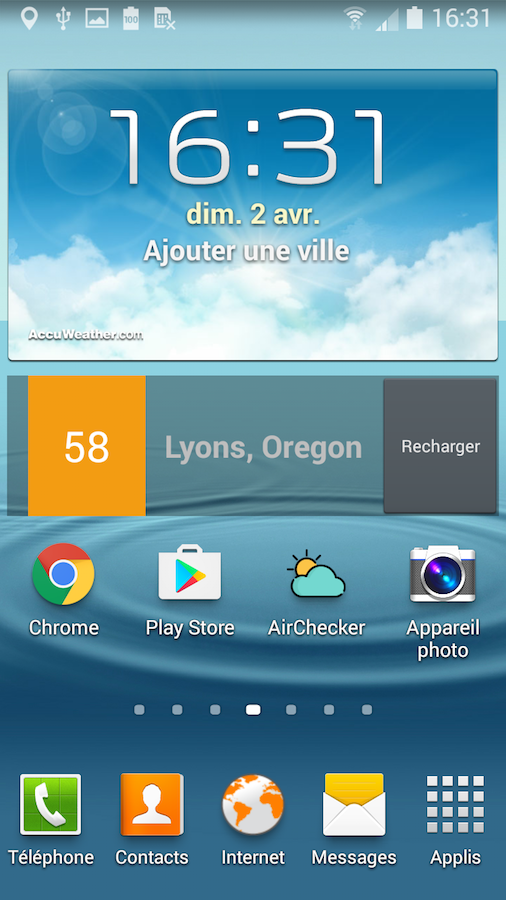 100
16:31
16:31
dim. 2 avr.
Ajouter une ville
AccuWeather.com
58
Lyons, Oregon
Recharger
Chrome
Play Store
AirChecker
Appareil
photo
Téléphone
Contacts
Internet
Messages
Applis